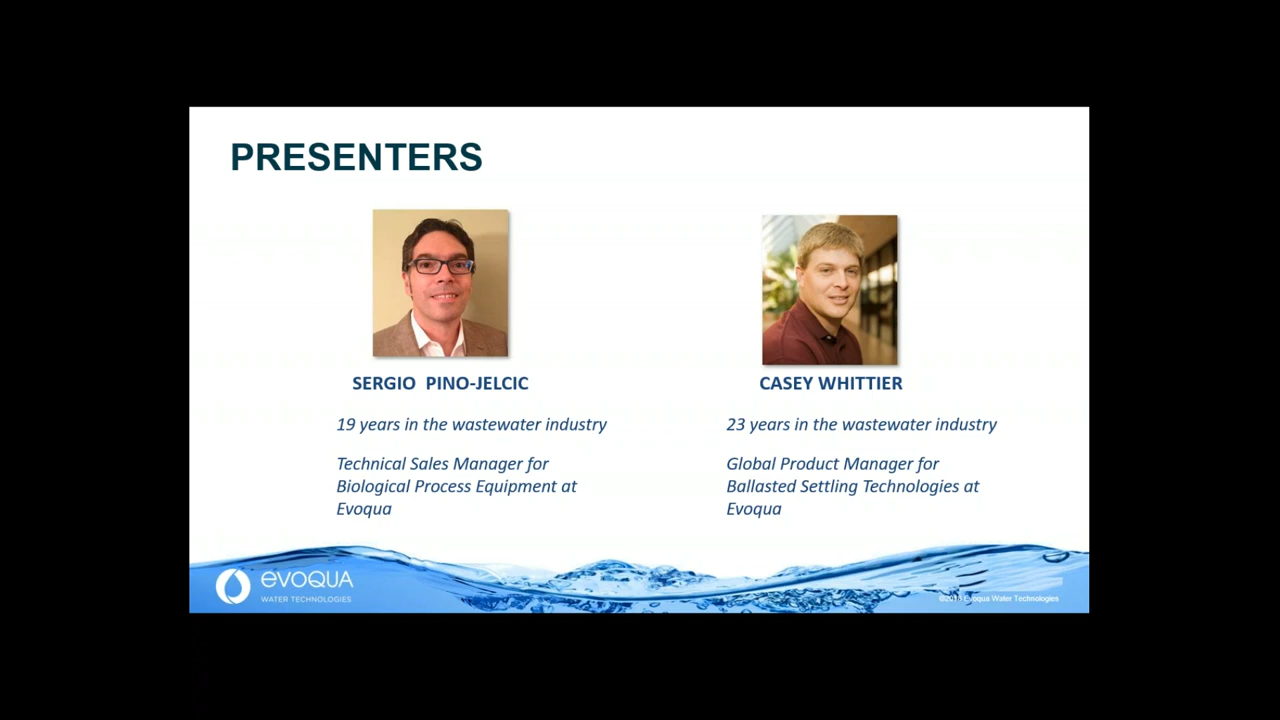 PRESENTERS
SERGIO PINO-JELCIC
19 years in the wastewater industry
Technical Sales Manager for
Biological Process Equipment at
Evoqua
CASEY WHITTIER
23 years in the wastewater industry
Global Product Manager for
Ballasted Settling Technologies at
Evoqua
evoQUA
WATER TECHNOLOGIES
Evoqua Water Technologies